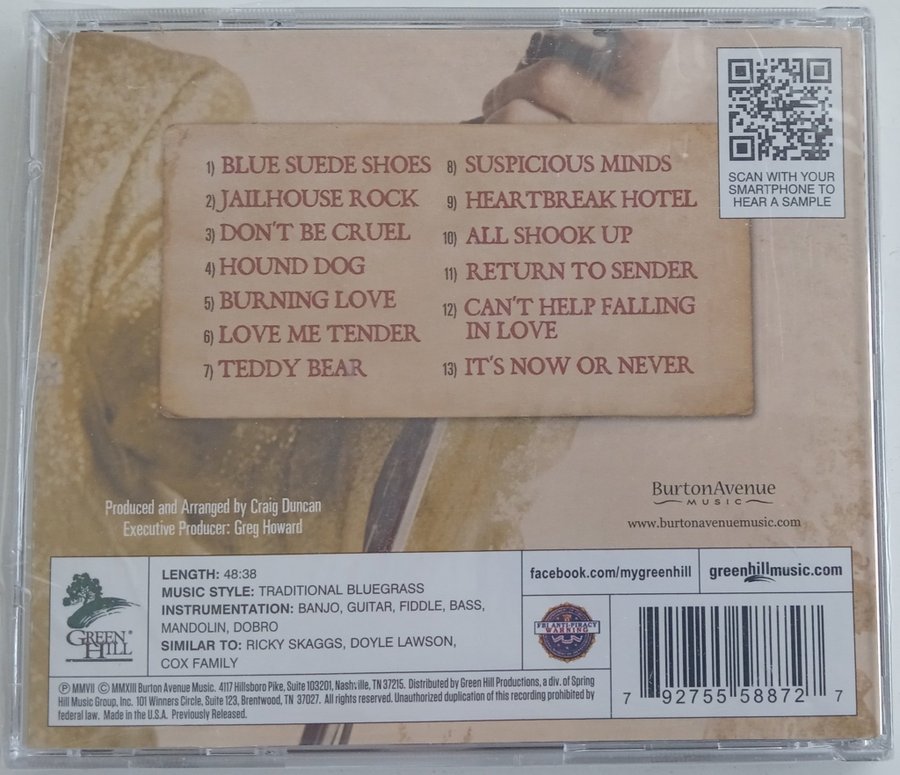 1) BLUE SUEDE SHOES
2) JAILHOUSE ROCK
3) DON'T BE CRUEL
4) HOUND DOG
5) BURNING LOVE
6) LOVE ME TENDER
7) TEDDY BEAR
8) SUSPICIOUS MINDS
9) HEARTBREAK HOTEL
10) ALL SHOOK UP
11) RETURN TO SENDER
12) CAN'T HELP FALLING
IN LOVE
13) IT'S NOW OR NEVER
SCAN WITH YOUR
SMARTPHONE TO
HEAR A SAMPLE
Produced and Arranged by Craig Duncan
Executive Producer: Greg Howard
BurtonAvenue
MUSIC
www.burtonavenuemusic.com
GREEN
HILL
LENGTH: 48:38
MUSIC STYLE: TRADITIONAL BLUEGRASS
INSTRUMENTATION: BANJO, GUITAR, FIDDLE, BASS,
MANDOLIN, DOBRO
SIMILAR TO: RICKY SKAGGS, DOYLE LAWSON,
COX FAMILY
facebook.com/mygreenhill
greenhillmusic.com
FBI ANTI-PIRACY
WARNING
Ⓟ MMVII Ⓒ MMXIII Burton Avenue Music. 4117 Hillsboro Pike, Suite 103201, Nashville, TN 37215. Distributed by Green Hill Productions, a div. of Spring
Hill Music Group, Inc. 101 Winners Circle, Suite 123, Brentwood, TN 37027. All rights reserved. Unauthorized duplication of this recording prohibited by
federal law. Made in the U.S.A. Previously Released.
7 92755 55887 2 7